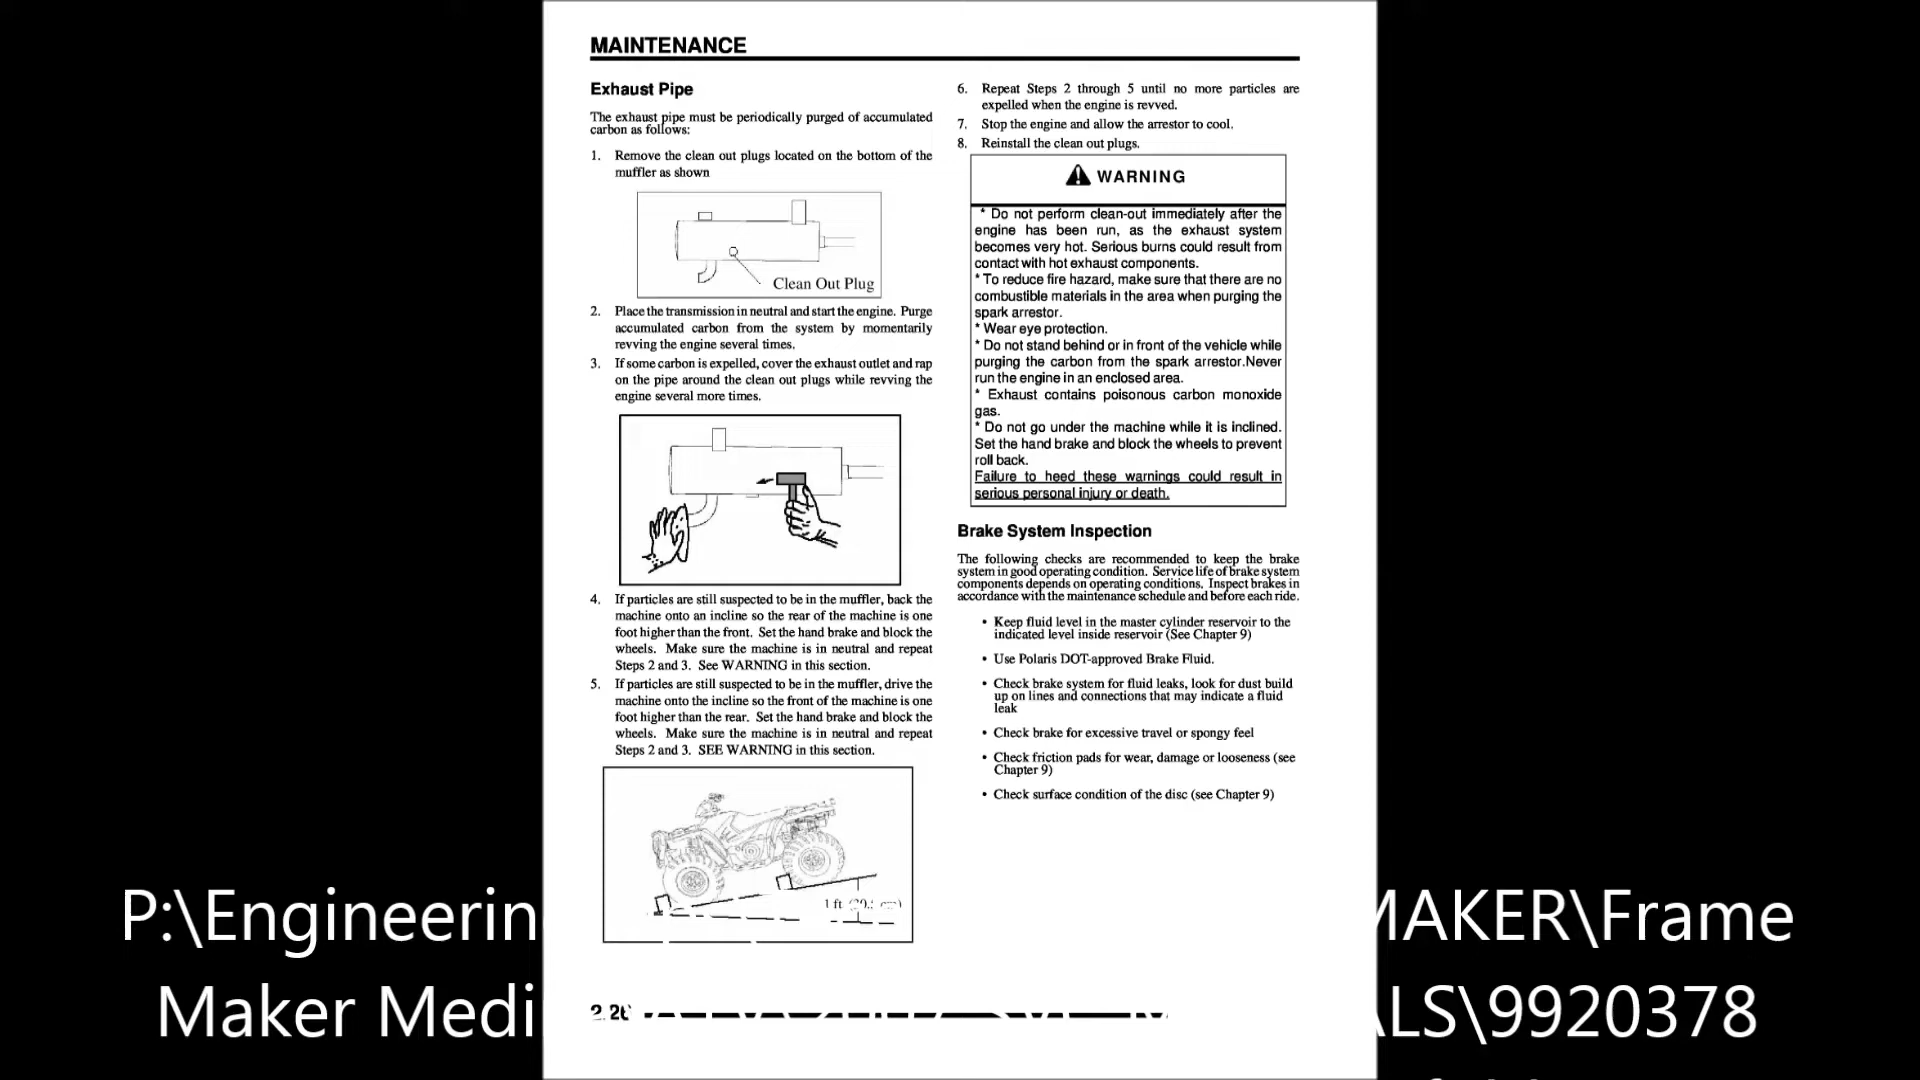 MAINTENANCE
Exhaust Pipe
The exhaust pipe must be periodically purged of accumulated
carbon as follows:
1. Remove the clean out plugs located on the bottom of the
muffler as shown
Clean Out Plug
2. Place the transmission in neutral and start the engine. Purge
accumulated carbon from the system by momentarily
revving the engine several times.
3. If some carbon is expelled, cover the exhaust outlet and rap
on the pipe around the clean out plugs while revving the
engine several more times.
4. If particles are still suspected to be in the muffler, back the
machine onto an incline so the rear of the machine is one
foot higher than the front. Set the hand brake and block the
wheels. Make sure the machine is in neutral and repeat
Steps 2 and 3. See WARNING in this section.
5. If particles are still suspected to be in the muffler, drive the
machine onto the incline so the front of the machine is one
foot higher than the rear. Set the hand brake and block the
wheels. Make sure the machine is in neutral and repeat
Steps 2 and 3. SEE WARNING in this section.
1 ft
6. Repeat Steps 2 through 5 until no more particles are
expelled when the engine is revved.
7. Stop the engine and allow the arrestor to cool.
8. Reinstall the clean out plugs.
WARNING
* Do not perform clean-out immediately after the
engine has been run, as the exhaust system
becomes very hot. Serious burns could result from
contact with hot exhaust components.
* To reduce fire hazard, make sure that there are no
combustible materials in the area when purging the
spark arrestor.
* Wear eye protection.
* Do not stand behind or in front of the vehicle while
purging the carbon from the spark arrestor.Never
run the engine in an enclosed area.
* Exhaust contains poisonous carbon monoxide
gas.
* Do not go under the machine while it is inclined.
Set the hand brake and block the wheels to prevent
roll back.
Failure to heed these warnings could result in
serious personal injury or death.
Brake System Inspection
The following checks are recommended to keep the brake
system in good operating condition. Service life of brake system
components depends on operating conditions. Inspect brakes in
accordance with the maintenance schedule and before each ride.
• Keep fluid level in the master cylinder reservoir to the
indicated level inside reservoir (See Chapter 9)
• Use Polaris DOT-approved Brake Fluid.
• Check brake system for fluid leaks, look for dust build
up on lines and connections that may indicate a fluid
leak
• Check brake for excessive travel or spongy feel
• Check friction pads for wear, damage or looseness (see
Chapter 9)
• Check surface condition of the disc (see Chapter 9)
P:\Engineerin MAKER\Frame
Maker Medi ALS\9920378